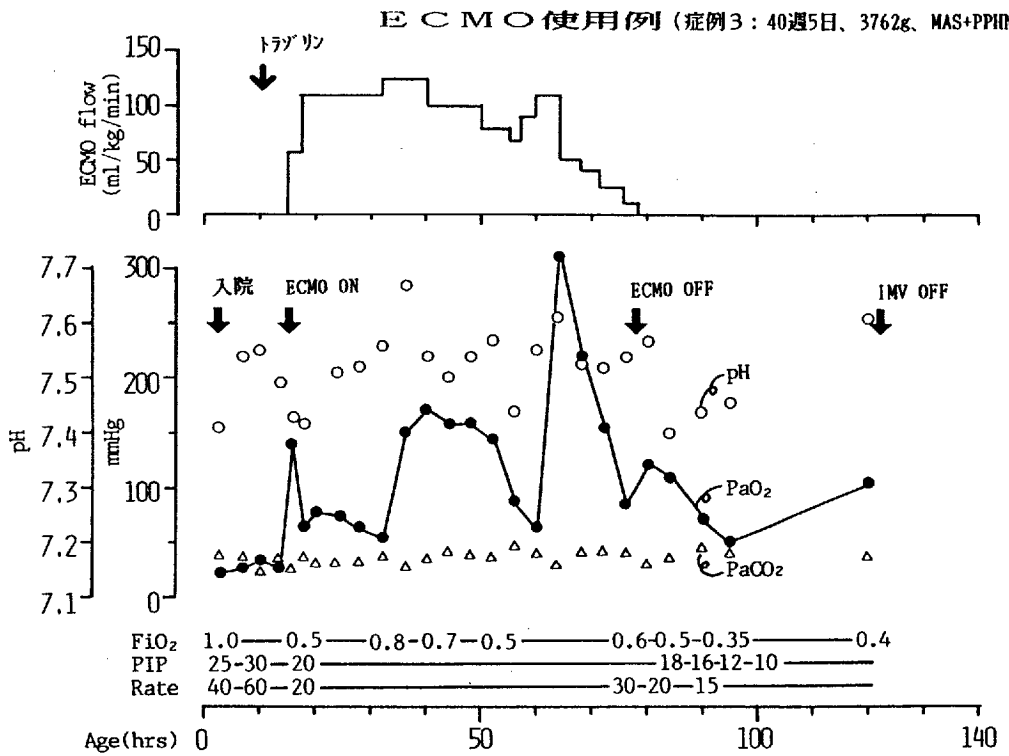 ECMO使用例 (症例3：40週5日、3762g、MAS+PPHN
トラゾリン
150
100
50
0
ECMO flow
(ml/kg/min)
入院
ECMO ON
ECMO OFF
IMV OFF
7.7
7.6
7.5
7.4
7.3
7.2
7.1
pH
300
200
100
0
mmHg
pH
PaO₂
PaCO₂
FiO₂ 1.0 0.5 0.8-0.7-0.5 0.6-0.5-0.35 0.4
PIP 25-30-20 18-16-12-10
Rate 40-60-20 30-20-15
Age(hrs) 0 50 100 140